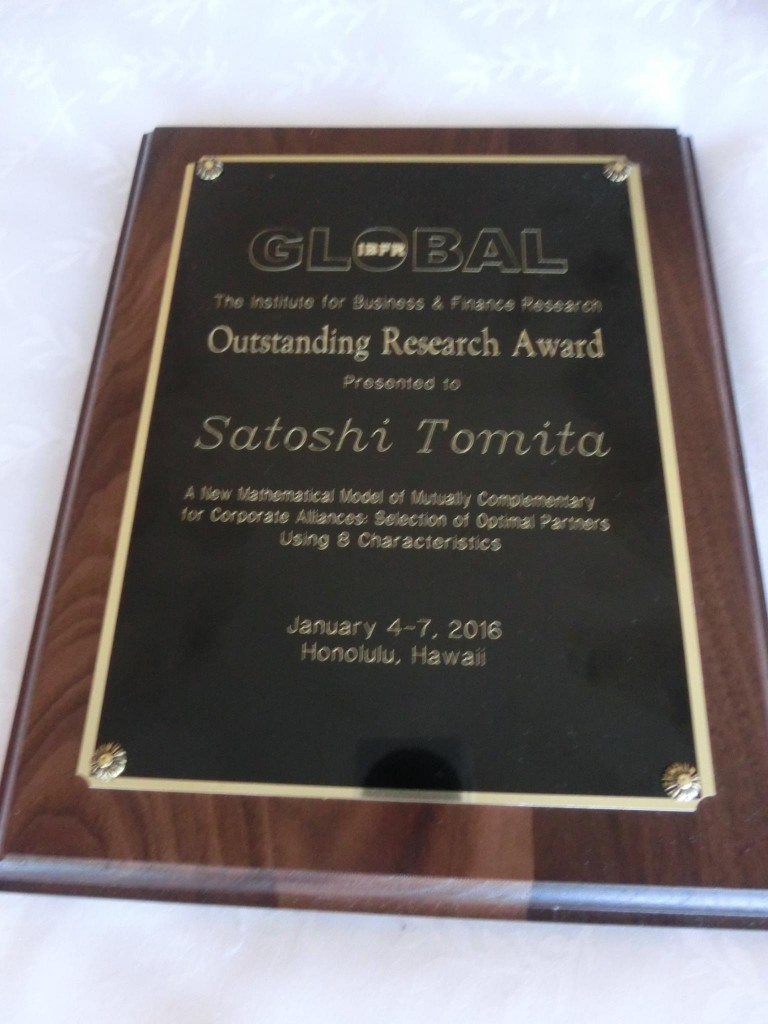 GLOBAL
IBFR
The Institute for Business & Finance Research
Outstanding Research Award
Presented to
Satoshi Tomita
A New Mathematical Model of Mutually Complementary
for Corporate Alliances: Selection of Optimal Partners
Using 8 Characteristics
January 4-7, 2016
Honolulu, Hawaii